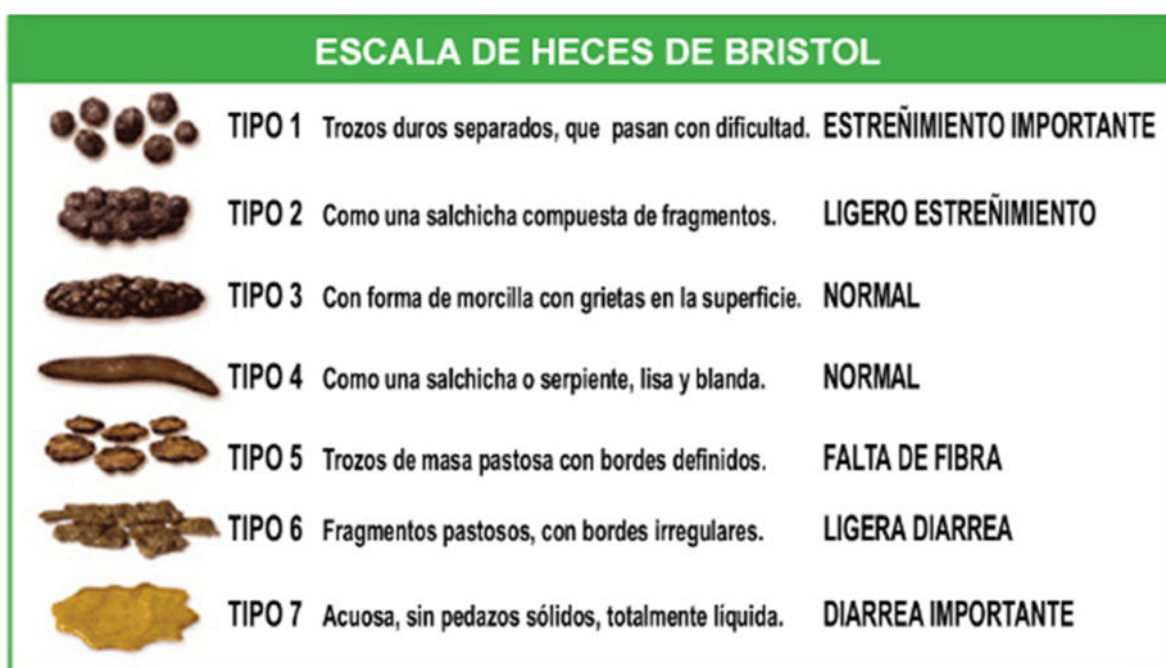 ESCALA DE HECES DE BRISTOL
TIPO 1 Trozos duros separados, que pasan con dificultad. ESTREÑIMIENTO IMPORTANTE
TIPO 2 Como una salchicha compuesta de fragmentos. LIGERO ESTREÑIMIENTO
TIPO 3 Con forma de morcilla con grietas en la superficie. NORMAL
TIPO 4 Como una salchicha o serpiente, lisa y blanda. NORMAL
TIPO 5 Trozos de masa pastosa con bordes definidos. FALTA DE FIBRA
TIPO 6 Fragmentos pastosos, con bordes irregulares. LIGERA DIARREA
TIPO 7 Acuosa, sin pedazos sólidos, totalmente líquida. DIARREA IMPORTANTE